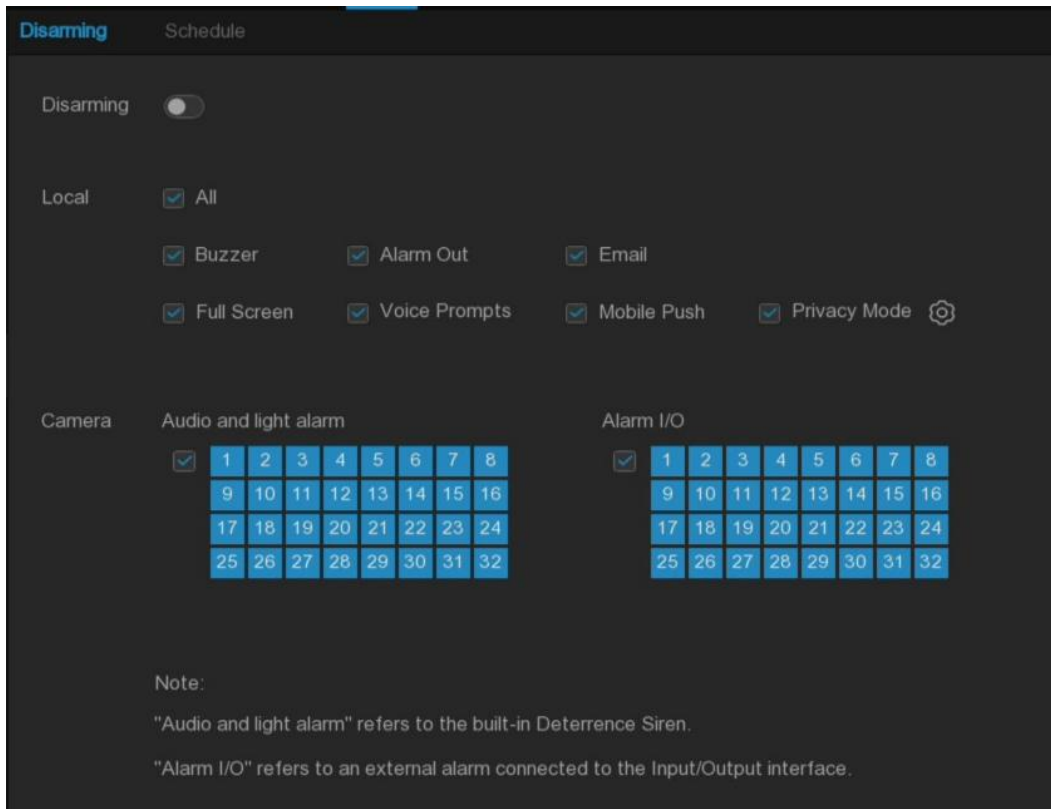 Disarming Schedule
Disarming
Local All
Buzzer Alarm Out Email
Full Screen Voice Prompts Mobile Push Privacy Mode
Camera Audio and light alarm Alarm I/O
1 2 3 4 5 6 7 8 1 2 3 4 5 6 7 8
9 10 11 12 13 14 15 16 9 10 11 12 13 14 15 16
17 18 19 20 21 22 23 24 17 18 19 20 21 22 23 24
25 26 27 28 29 30 31 32 25 26 27 28 29 30 31 32
Note:
"Audio and light alarm" refers to the built-in Deterrence Siren.
"Alarm I/O" refers to an external alarm connected to the Input/Output interface.